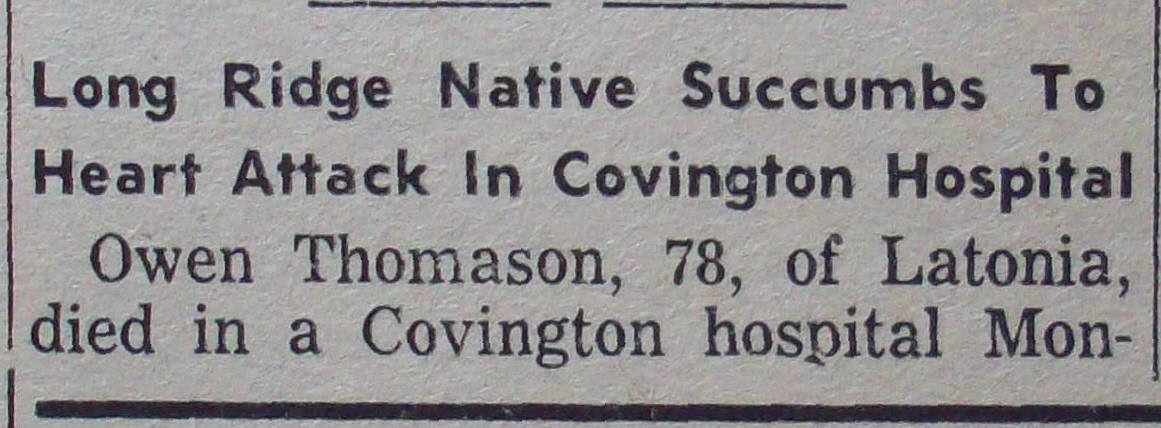 Long Ridge Native Succumbs To
Heart Attack In Covington Hospital
Owen Thomason, 78, of Latonia,
died in a Covington hospital Mon-